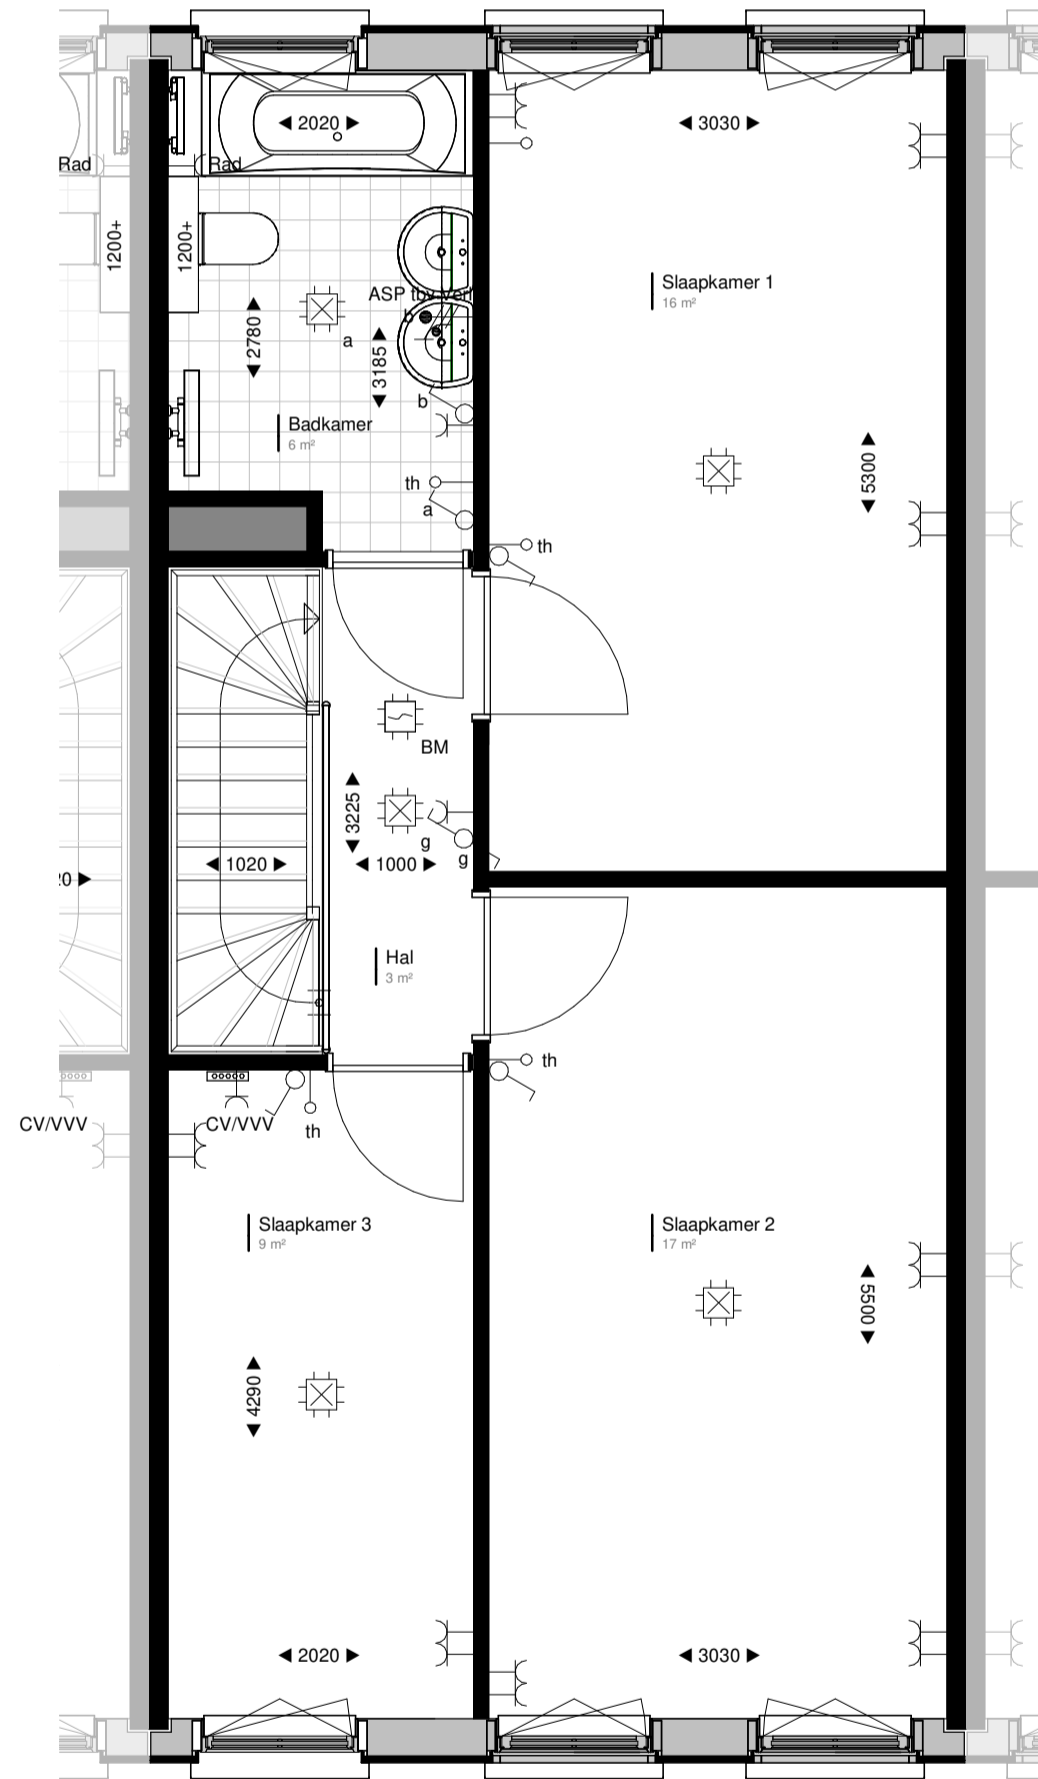 2020
3030
Rad
Rad
1200+
1200+
Slaapkamer 1
16 m²
ASP tbv
b
2780
a
3185
b
Badkamer
6 m²
5300
th
a
th
BM
3225
g
g
1020
1000
20
Hal
3 m²
th
CV/VVV
CV/VVV
th
Slaapkamer 3
9 m²
Slaapkamer 2
17 m²
5500
4290
2020
3030